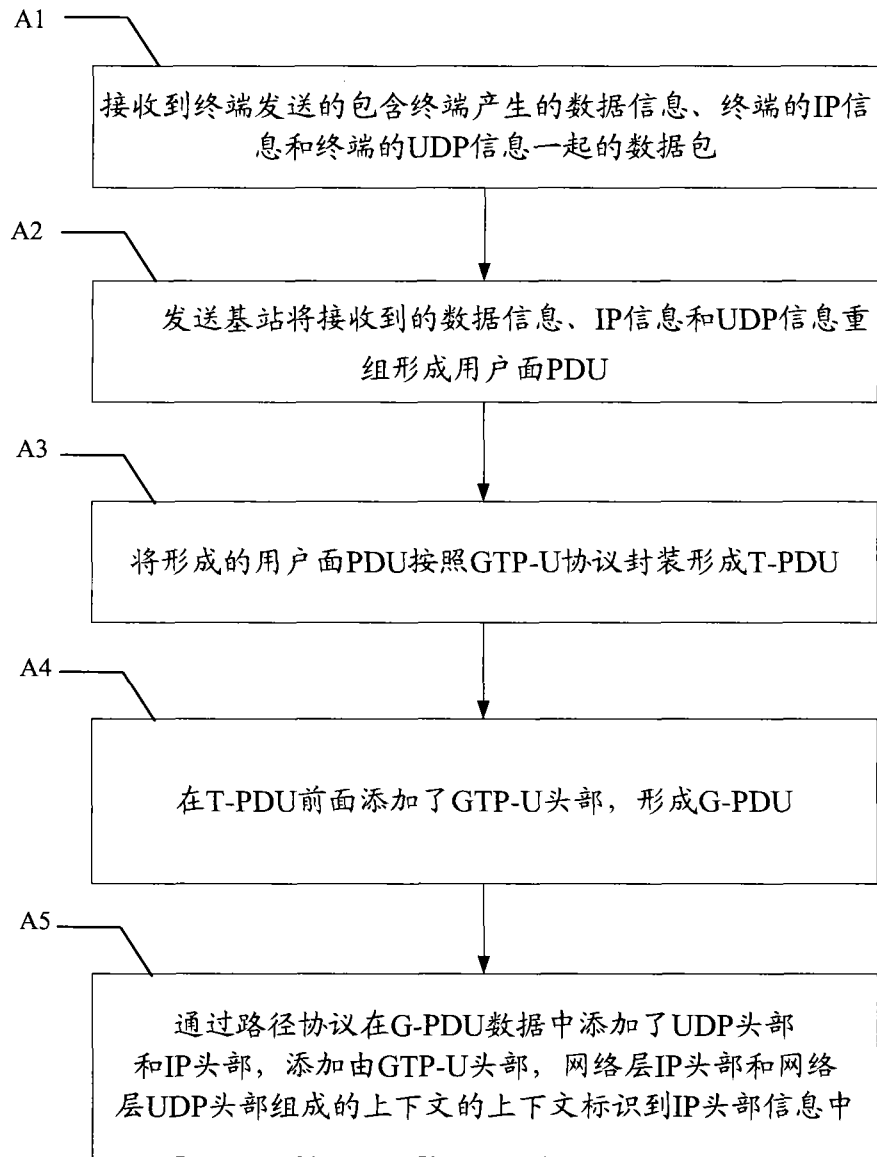 A1
接收到终端发送的包含终端产生的数据信息、终端的IP信
息和终端的UDP信息一起的数据包
A2
发送基站将接收到的数据信息、IP信息和UDP信息重
组形成用户面PDU
A3
将形成的用户面PDU按照GTP-U协议封装形成T-PDU
A4
在T-PDU前面添加了GTP-U头部，形成G-PDU
A5
通过路径协议在G-PDU数据中添加了UDP头部
和IP头部，添加由GTP-U头部，网络层IP头部和网络
层UDP头部组成的上下文的上下文标识到IP头部信息中